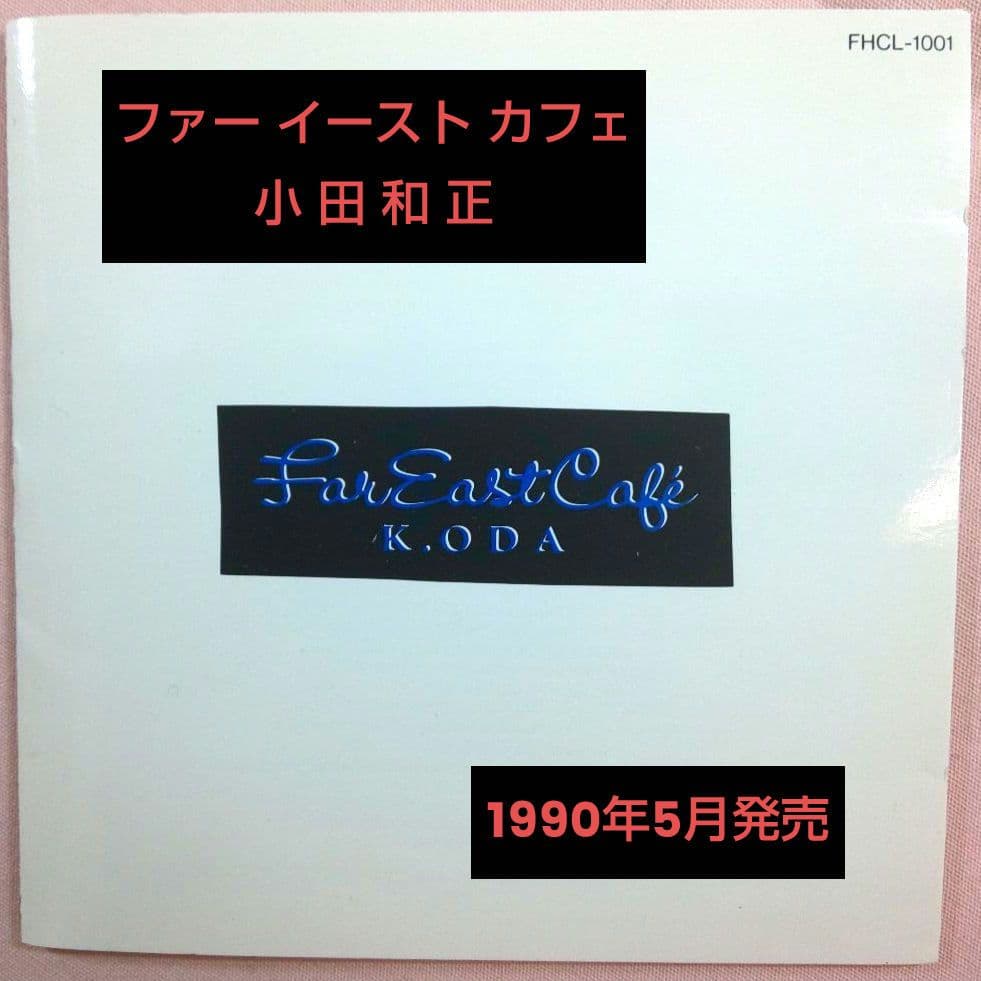 FHCL-1001
ファー イースト カフェ
小田和正
Far East Café
K.ODA
1990年5月発売